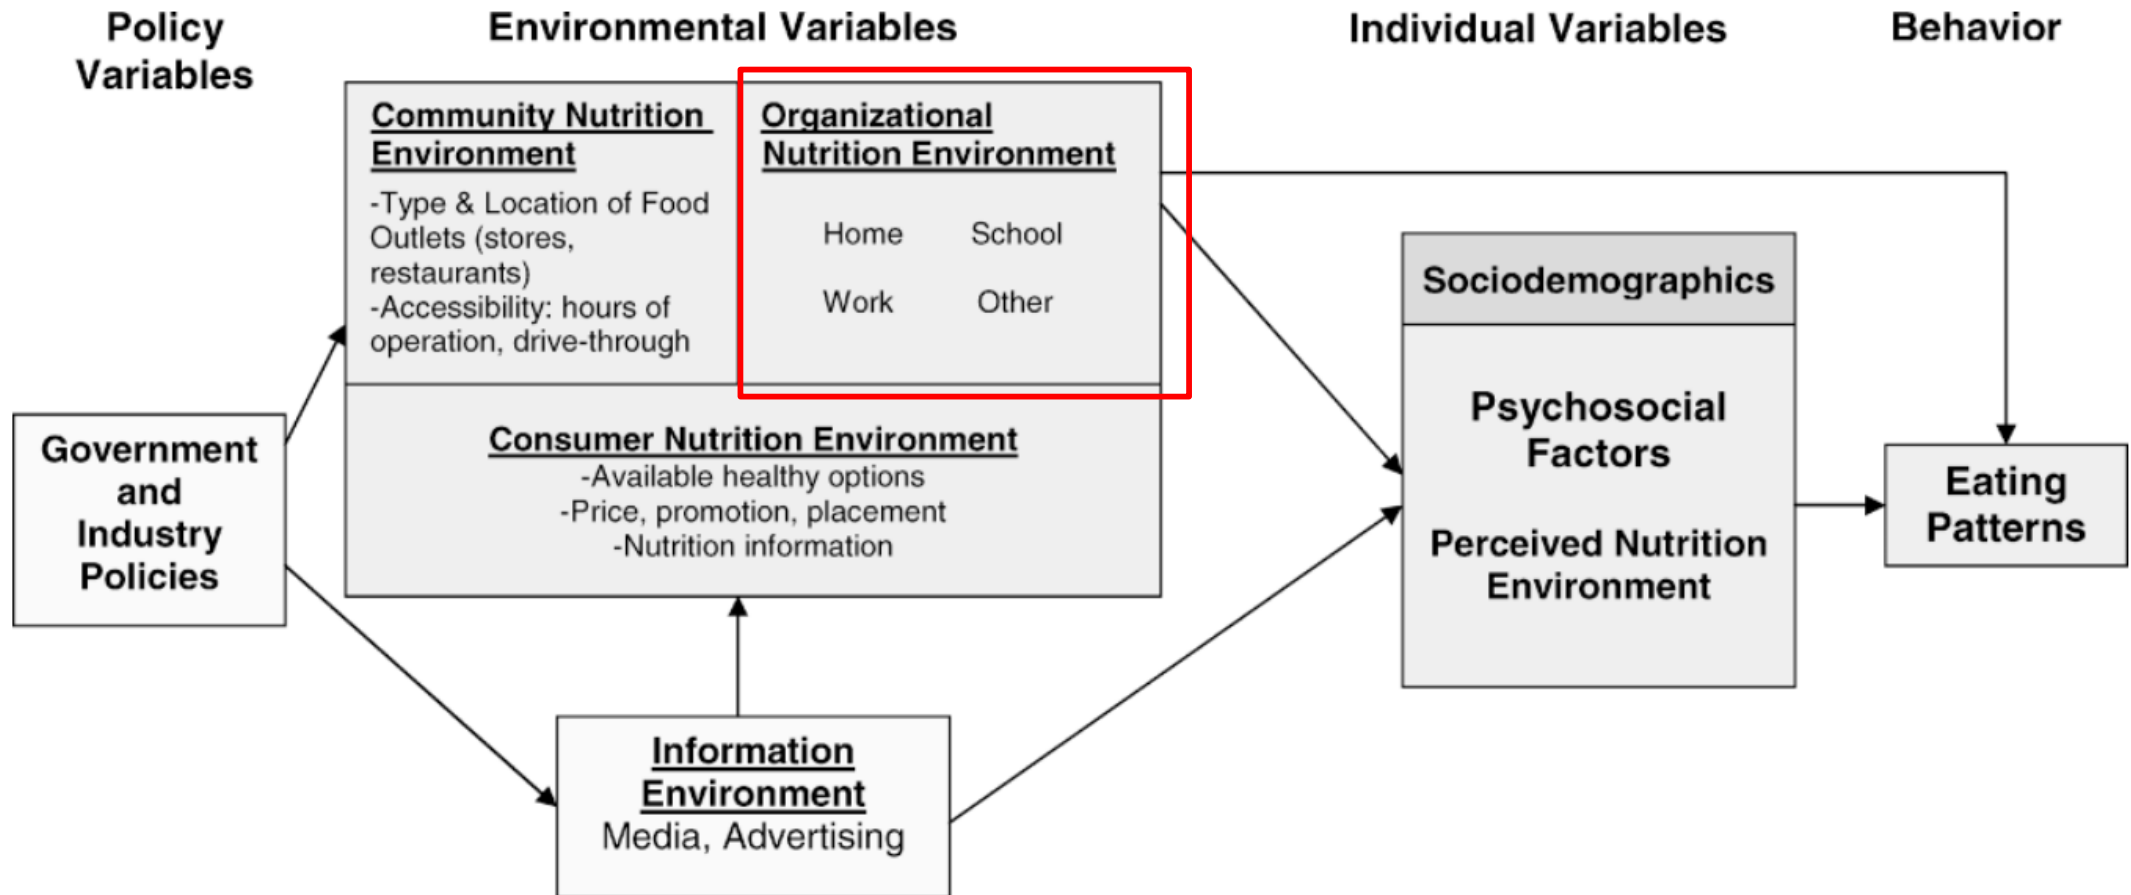 Policy
Variables
Environmental Variables
Individual Variables
Behavior
Community Nutrition
Environment
-Type & Location of Food
Outlets (stores,
restaurants)
-Accessibility: hours of
operation, drive-through
Organizational
Nutrition Environment
Home School
Work Other
Consumer Nutrition Environment
-Available healthy options
-Price, promotion, placement
-Nutrition information
Government
and
Industry
Policies
Information
Environment
Media, Advertising
Sociodemographics
Psychosocial
Factors
Perceived Nutrition
Environment
Eating
Patterns